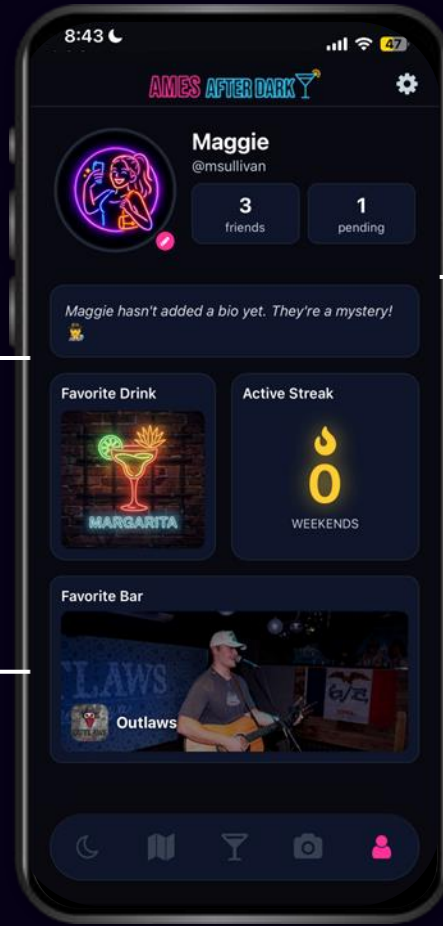 8:43
47
AMES AFTER DARK
Maggie
@msullivan
3
friends
1
pending
Maggie hasn't added a bio yet. They're a mystery!
Favorite Drink
MARGARITA
Active Streak
0
WEEKENDS
Favorite Bar
OUTLAWS
Outlaws